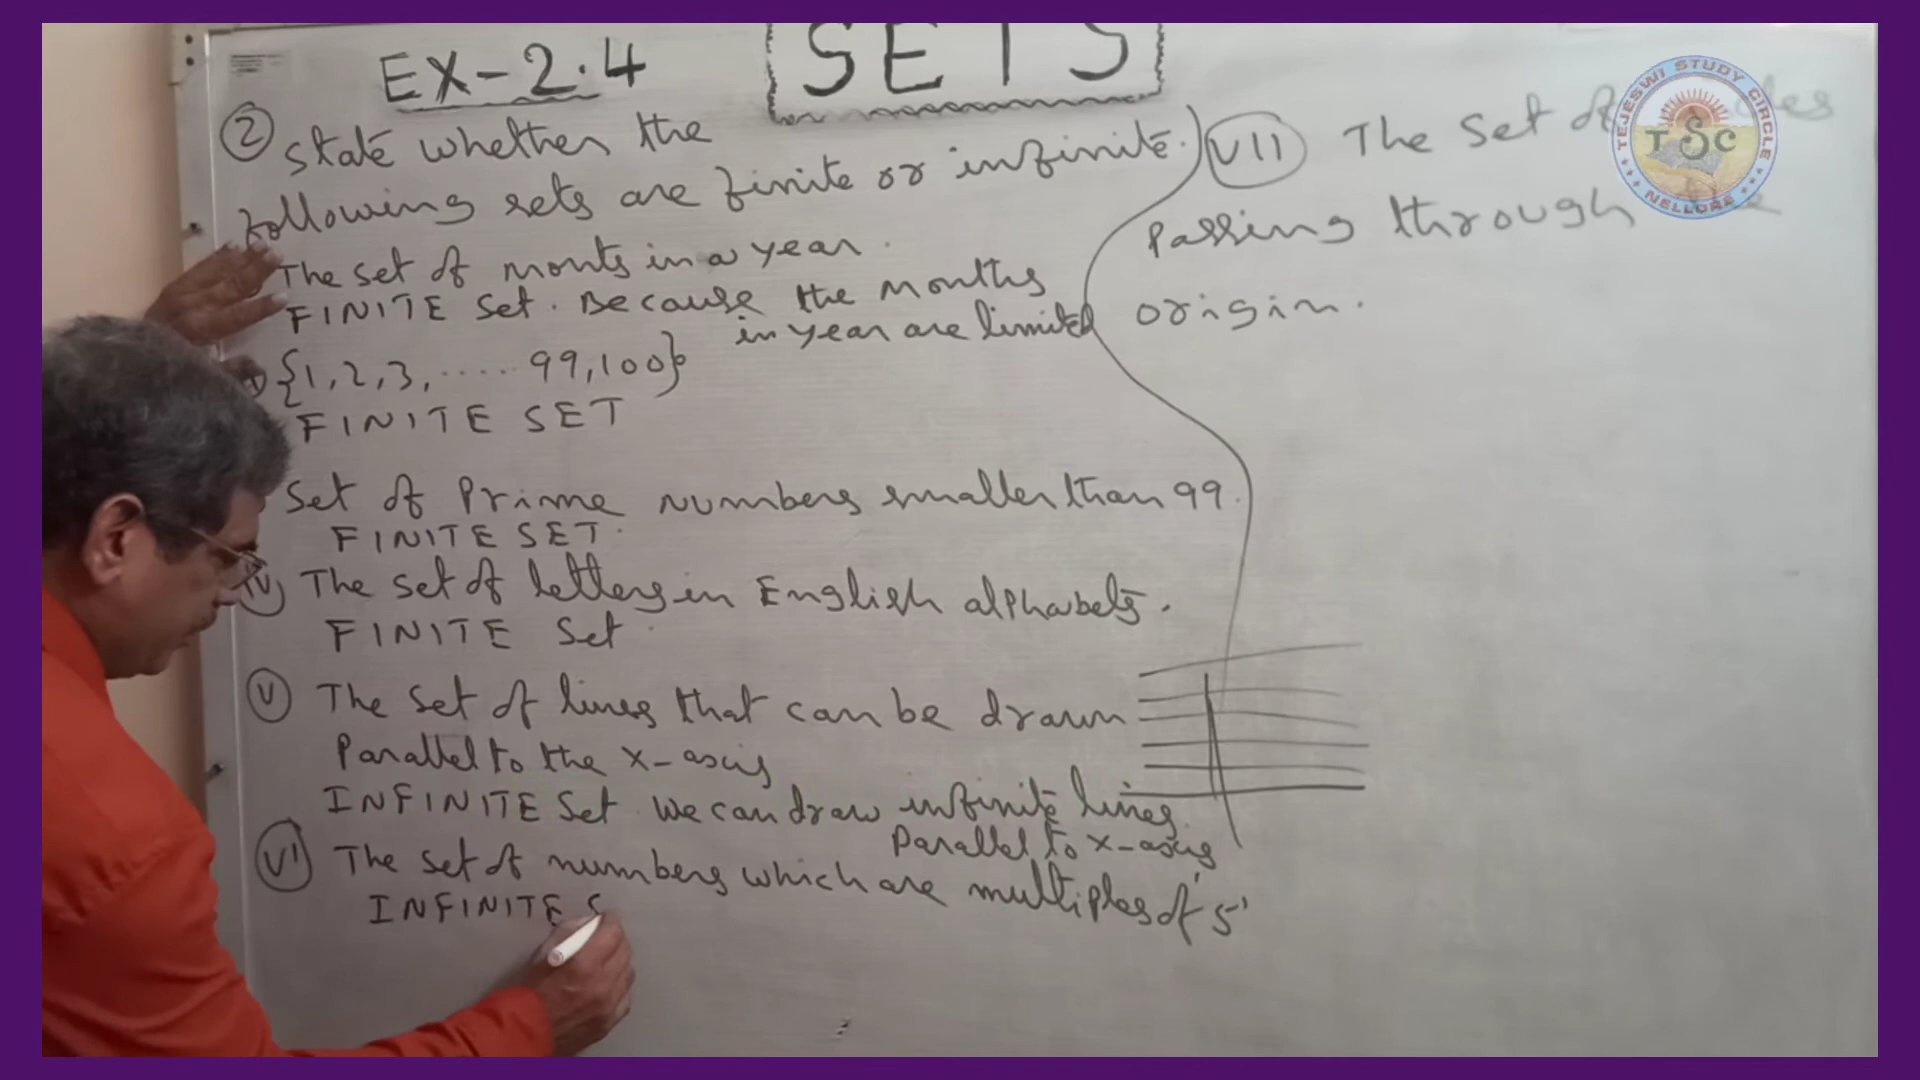 EX-2.4
SETS
2 State whether the
following sets are finite or infinite.
The set of monts in a year.
FINITE set. Because the months
in year are limited
{1,2,3, ..... 99,100}
FINITE SET
Set of Prime numbers smaller than 99.
FINITE SET.
IV The set of letters in English alphabets.
FINITE Set.
V The set of lines that can be drawn
Parallel to the x-axis
INFINITE Set. We can draw infinite lines
Parallel to x-axis
VI The set of numbers which are multiples of '5'
INFINITE S
VII The Set of
Passing through
origin.
TEJESWI STUDY CIRCLE
TSC
NELLORE